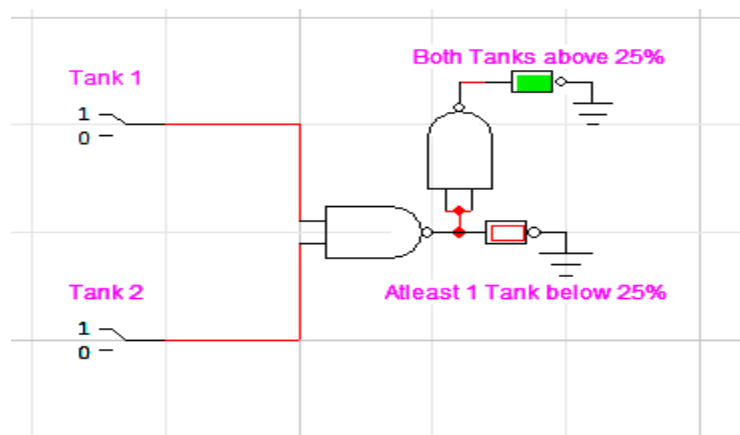 Both Tanks above 25%
Tank 1
1
0
Tank 2
Atleast 1 Tank below 25%
1
0